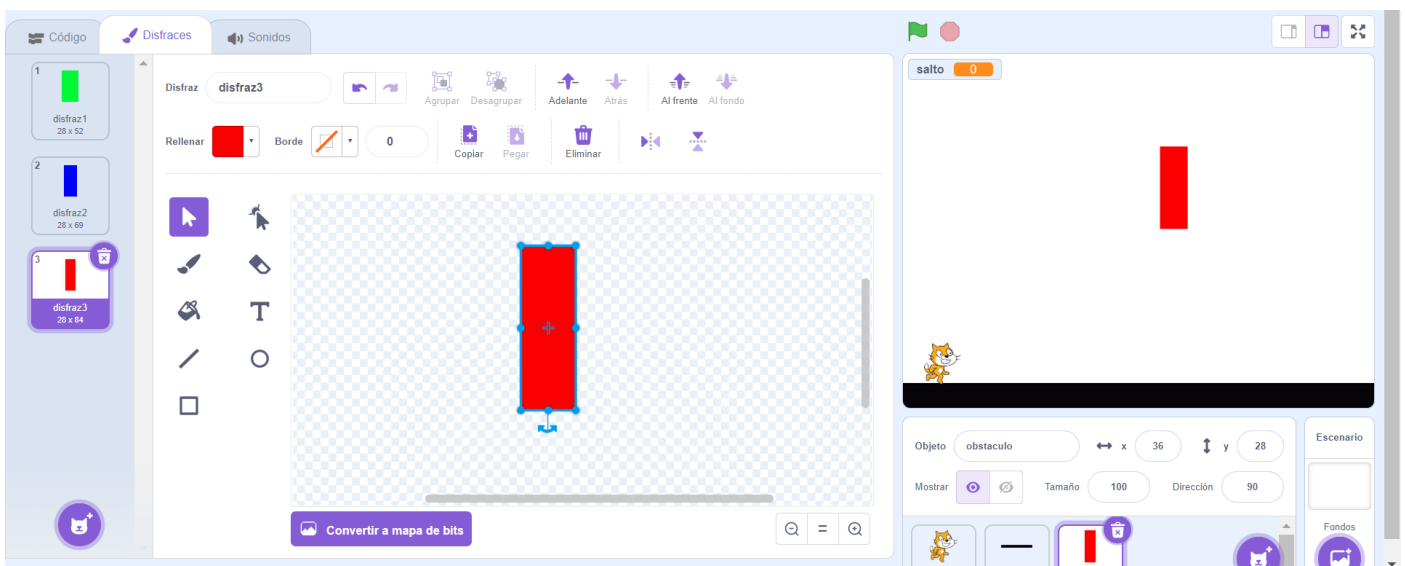 Código
Disfraces
Sonidos
1
disfraz1
28 x 52
2
disfraz2
28 x 69
3
disfraz3
28 x 84
Disfraz
disfraz3
Agrupar
Desagrupar
Adelante
Atrás
Al frente
Al fondo
Rellenar
Borde
0
Copiar
Pegar
Eliminar
T
Convertir a mapa de bits
=
salto 0
Objeto
obstaculo
x
36
y
28
Mostrar
Tamaño
100
Dirección
90
Escenario
Fondos